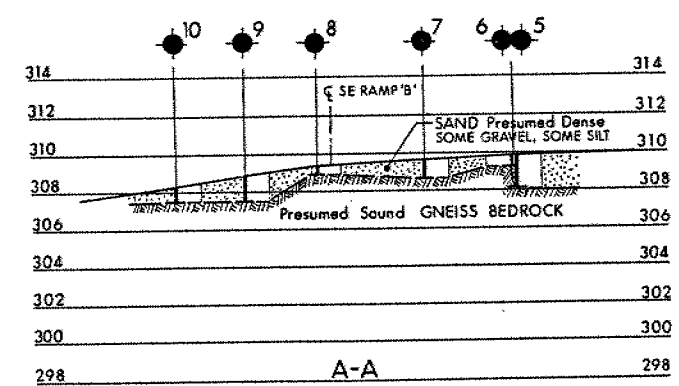 10 9 8 7 6 5
314 314
℄ SE RAMP 'B'
312 312
SAND Presumed Dense
SOME GRAVEL, SOME SILT
310 310
308 308
Presumed Sound GNEISS BEDROCK
306 306
304 304
302 302
300 300
A-A
298 298